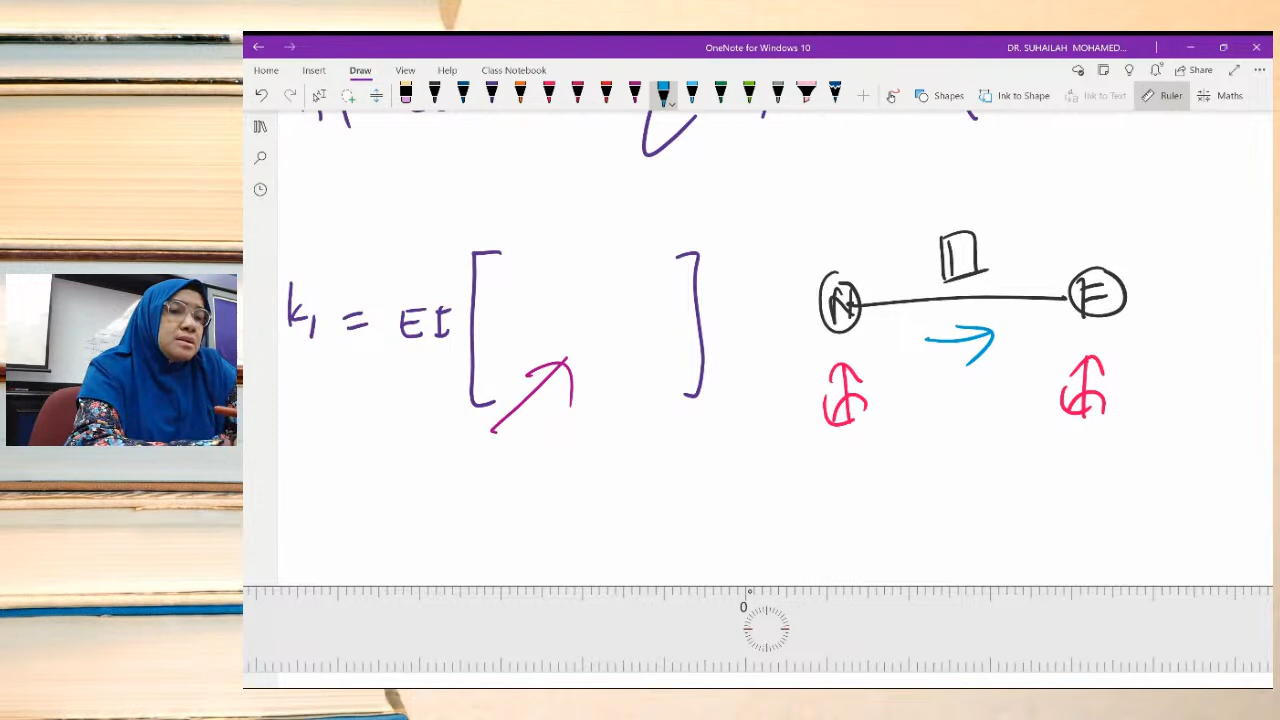 OneNote for Windows 10
DR. SUHAILAH MOHAMED...
Home Insert Draw View Help Class Notebook
Share
Shapes Ink to Shape Ink to Text Ruler Maths
k1 = EI
N
E
0°